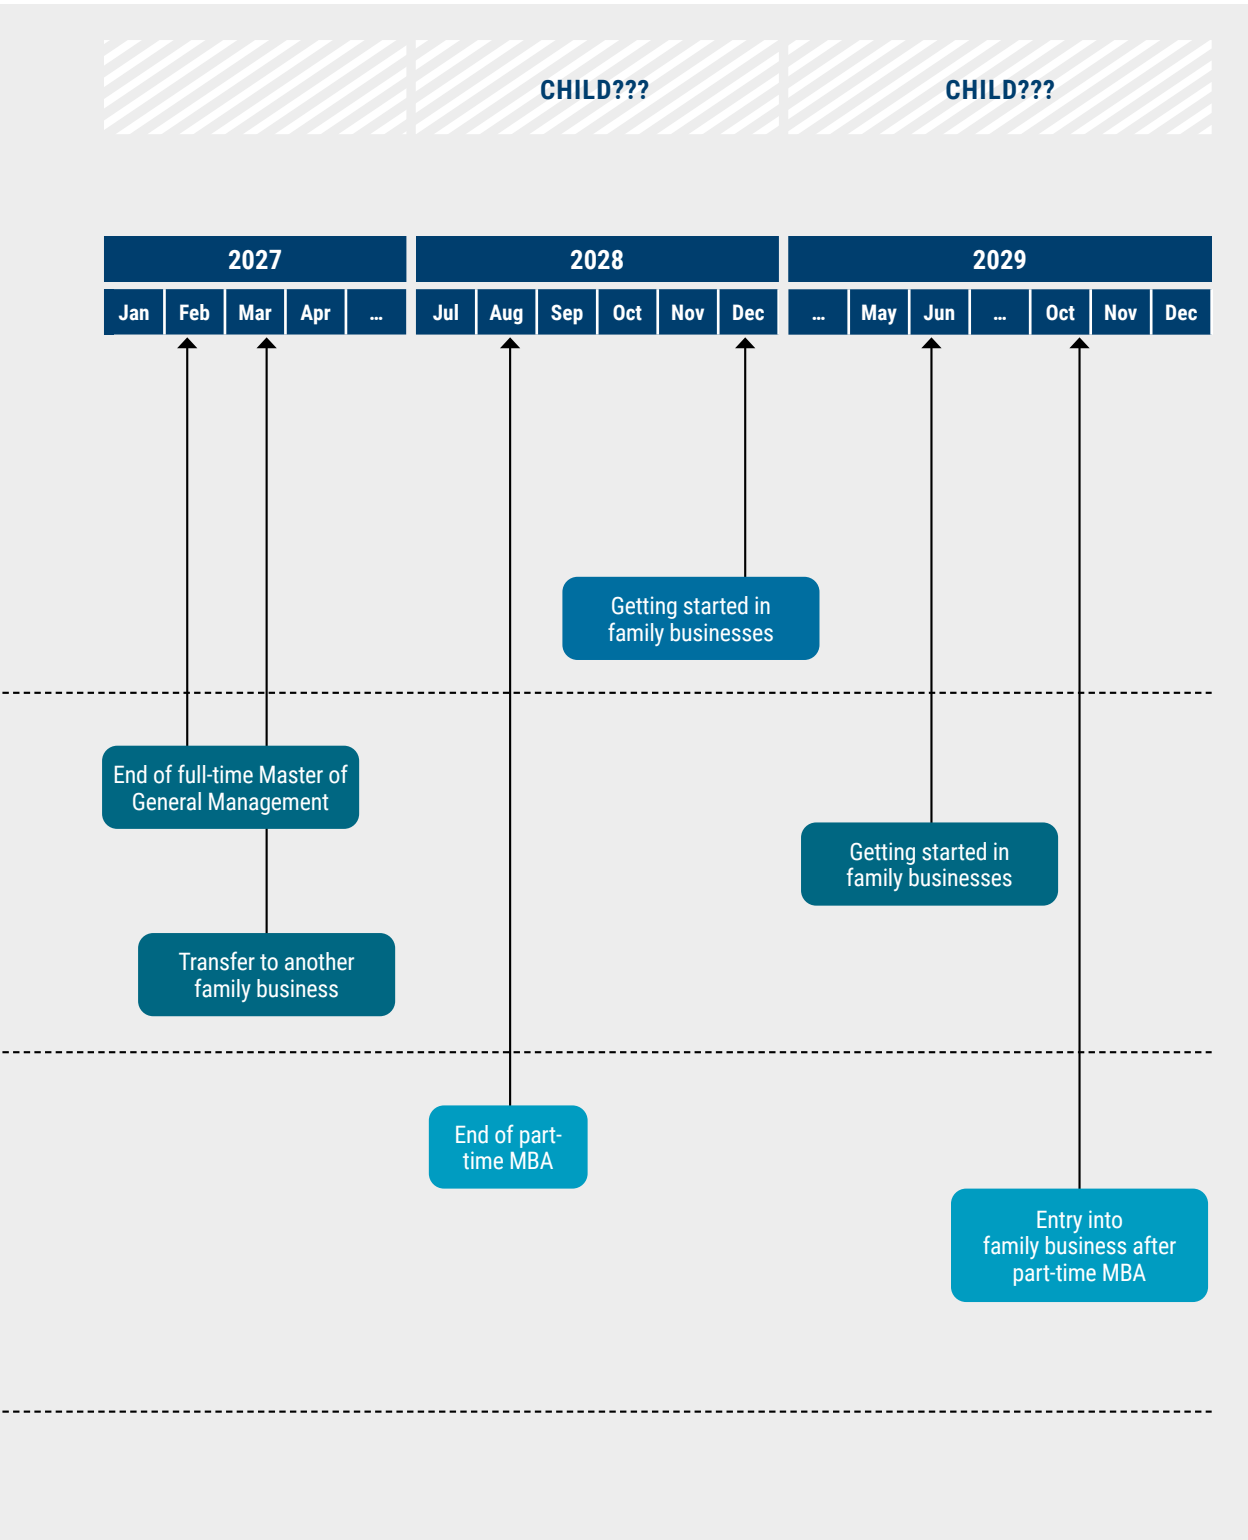 CHILD??? CHILD???
2027 2028 2029
Jan Feb Mar Apr … Jul Aug Sep Oct Nov Dec … May Jun … Oct Nov Dec
Getting started in
family businesses
End of full-time Master of
General Management
Getting started in
family businesses
Transfer to another
family business
End of part-
time MBA
Entry into
family business after
part-time MBA